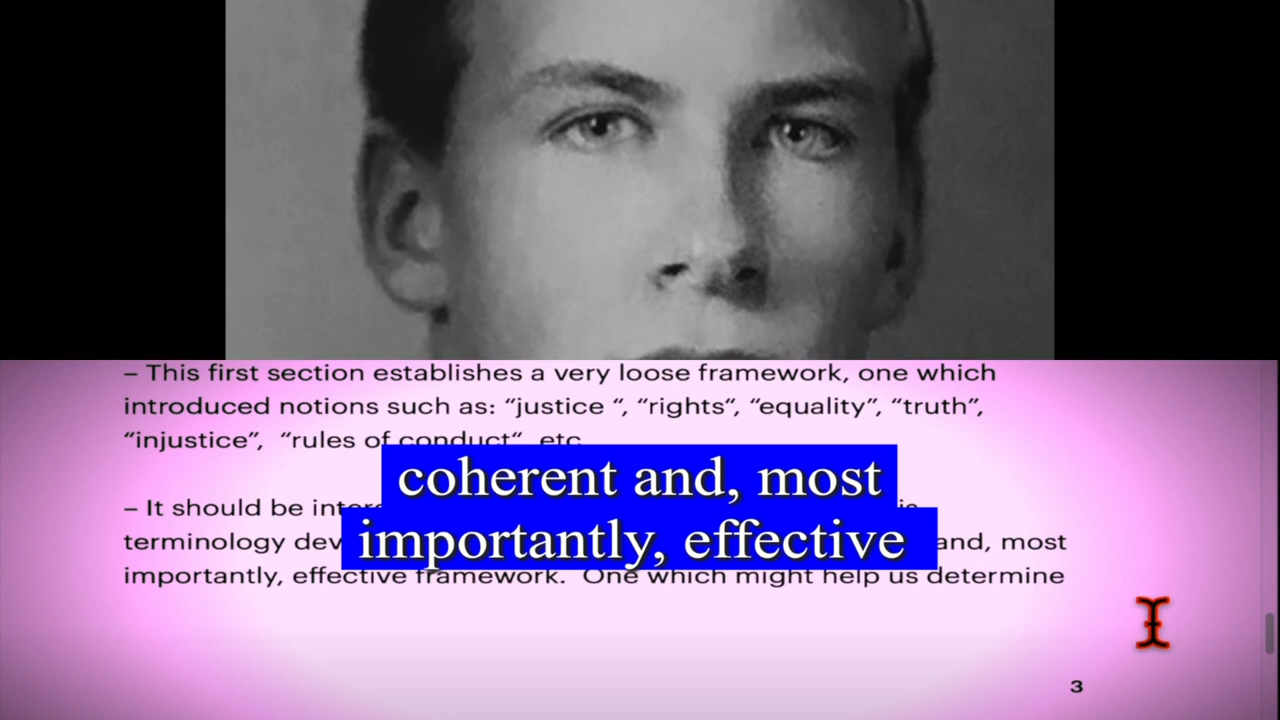 – This first section establishes a very loose framework, one which
introduced notions such as: “justice “, “rights“, “equality”, “truth”,
“injustice”,  “rules of conduct“  etc
coherent and, most
– It should be
importantly, effective
terminology and, most
importantly, effective framework.  One which might help us determine
3